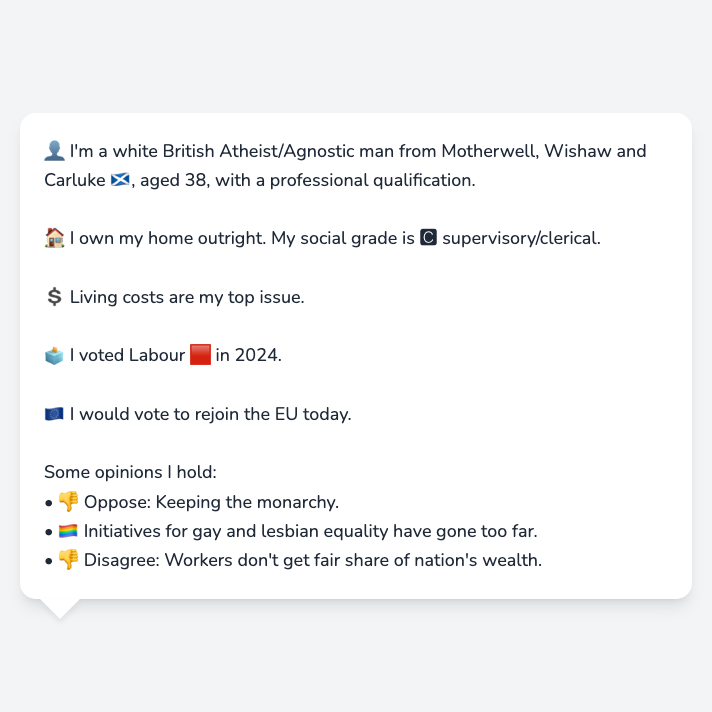 👤 I'm a white British Atheist/Agnostic man from Motherwell, Wishaw and
Carluke 🏴󠁧󠁢󠁳󠁣󠁴󠁿, aged 38, with a professional qualification.
🏠 I own my home outright. My social grade is C supervisory/clerical.
$ Living costs are my top issue.
🗳️ I voted Labour 🟥 in 2024.
🇪🇺 I would vote to rejoin the EU today.
Some opinions I hold:
• 👎 Oppose: Keeping the monarchy.
• 🏳️‍🌈 Initiatives for gay and lesbian equality have gone too far.
• 👎 Disagree: Workers don't get fair share of nation's wealth.